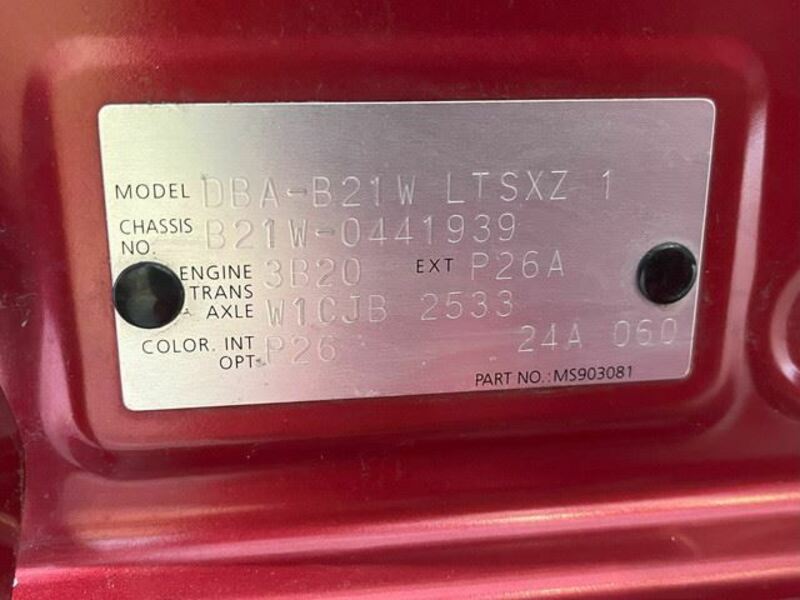 MODEL DBA-B21W LTSXZ 1
CHASSIS NO. B21W-0441939
ENGINE 3B20 EXT P26A
TRANS AXLE W1CJB 2533
COLOR. INT OPT. P26 24A 060
PART NO.: MS903081